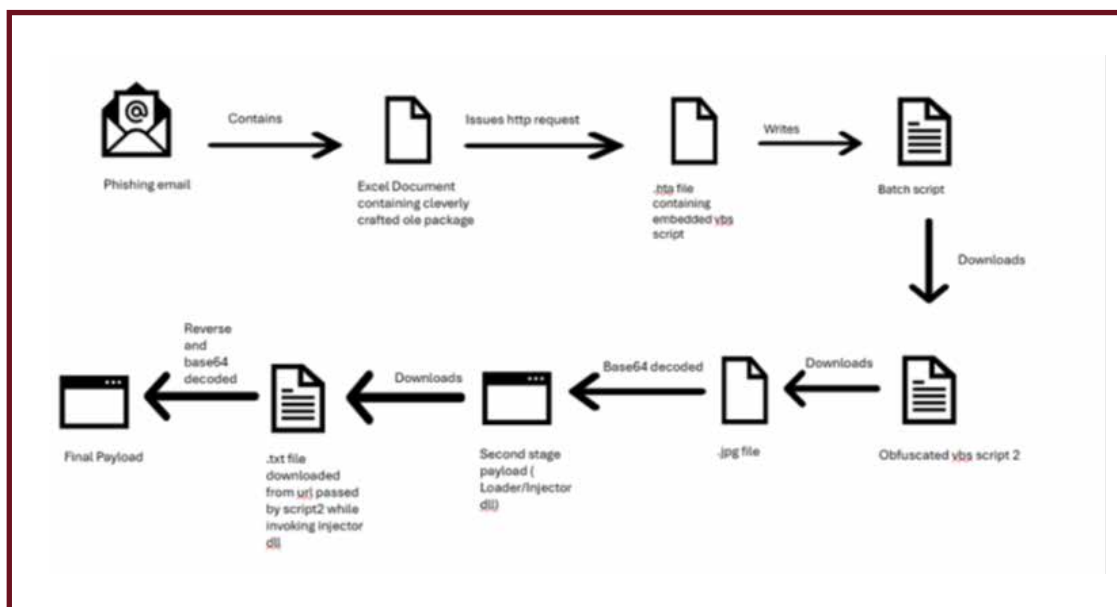 Contains
Issues http request
Writes
Phishing email
Excel Document
containing cleverly
crafted ole package
.hta file
containing
embedded vbs
script
Batch script
Downloads
Reverse
and
base64
decoded
Downloads
Base64 decoded
Downloads
Final Payload
.txt file
downloaded
from url passed
by script2 while
invoking injector
dll
Second stage
payload (
Loader/Injector
dll)
.jpg file
Obfuscated vbs script 2